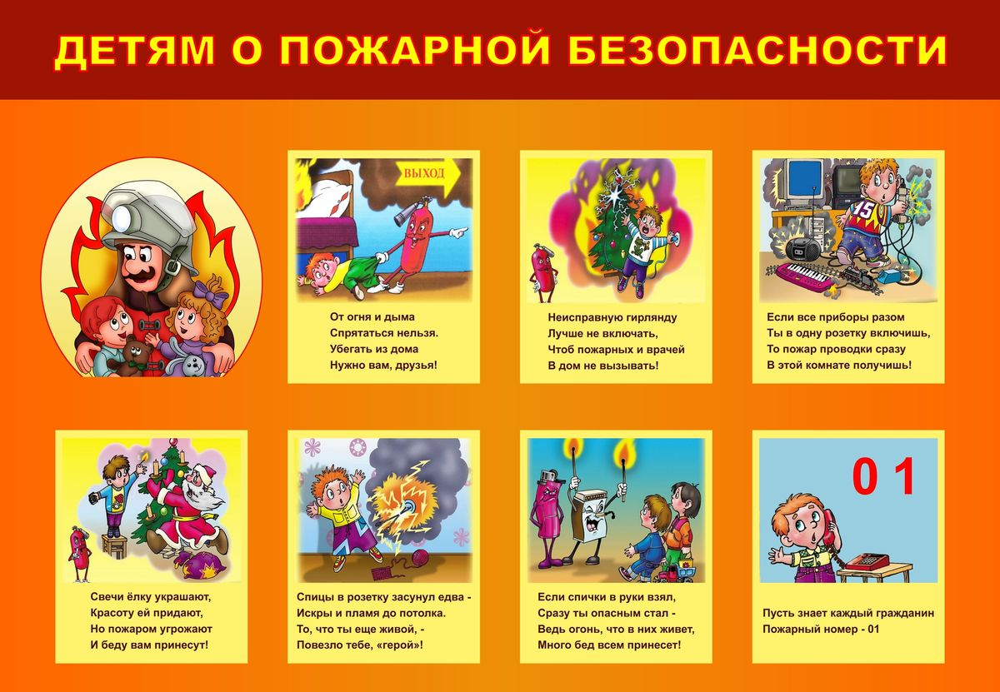 ДЕТЯМ О ПОЖАРНОЙ БЕЗОПАСНОСТИ
ВЫХОД
От огня и дыма
Спрятаться нельзя.
Убегать из дома
Нужно вам, друзья!
Неисправную гирлянду
Лучше не включать,
Чтоб пожарных и врачей
В дом не вызывать!
15
Если все приборы разом
Ты в одну розетку включишь,
То пожар проводки сразу
В этой комнате получишь!
Свечи ёлку украшают,
Красоту ей придают,
Но пожаром угрожают
И беду вам принесут!
Спицы в розетку засунул едва -
Искры и пламя до потолка.
То, что ты еще живой, -
Повезло тебе, «герой»!
Если спички в руки взял,
Сразу ты опасным стал -
Ведь огонь, что в них живет,
Много бед всем принесет!
0 1
Пусть знает каждый гражданин
Пожарный номер - 01